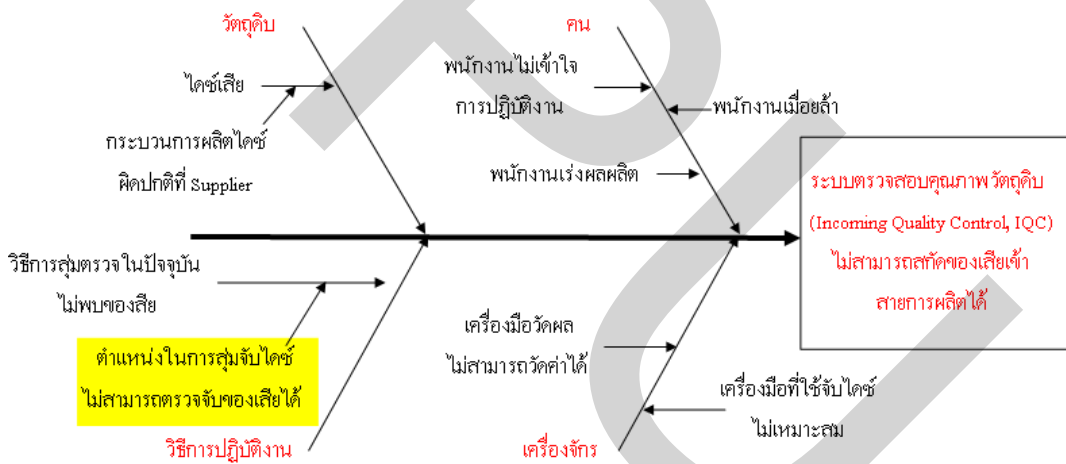 วัตถุดิบ
ไดซ์เสีย
กระบวนการผลิตไดซ์
ผิดปกติที่ Supplier
คน
พนักงานไม่เข้าใจ
การปฏิบัติงาน
พนักงานเมื่อยล้า
พนักงานเร่งผลผลิต
ระบบตรวจสอบคุณภาพวัตถุดิบ
(Incoming Quality Control, IQC)
ไม่สามารถสกัดของเสียเข้า
สายการผลิตได้
วิธีการสุ่มตรวจในปัจจุบัน
ไม่พบของสีย
ตำแหน่งในการสุ่มจับไดซ์
ไม่สามารถตรวจจับของเสียได้
วิธีการปฏิบัติงาน
เครื่องมือวัดผล
ไม่สามารถวัดค่าได้
เครื่องมือที่ใช้จับไดซ์
ไม่เหมาะสม
เครื่องจักร